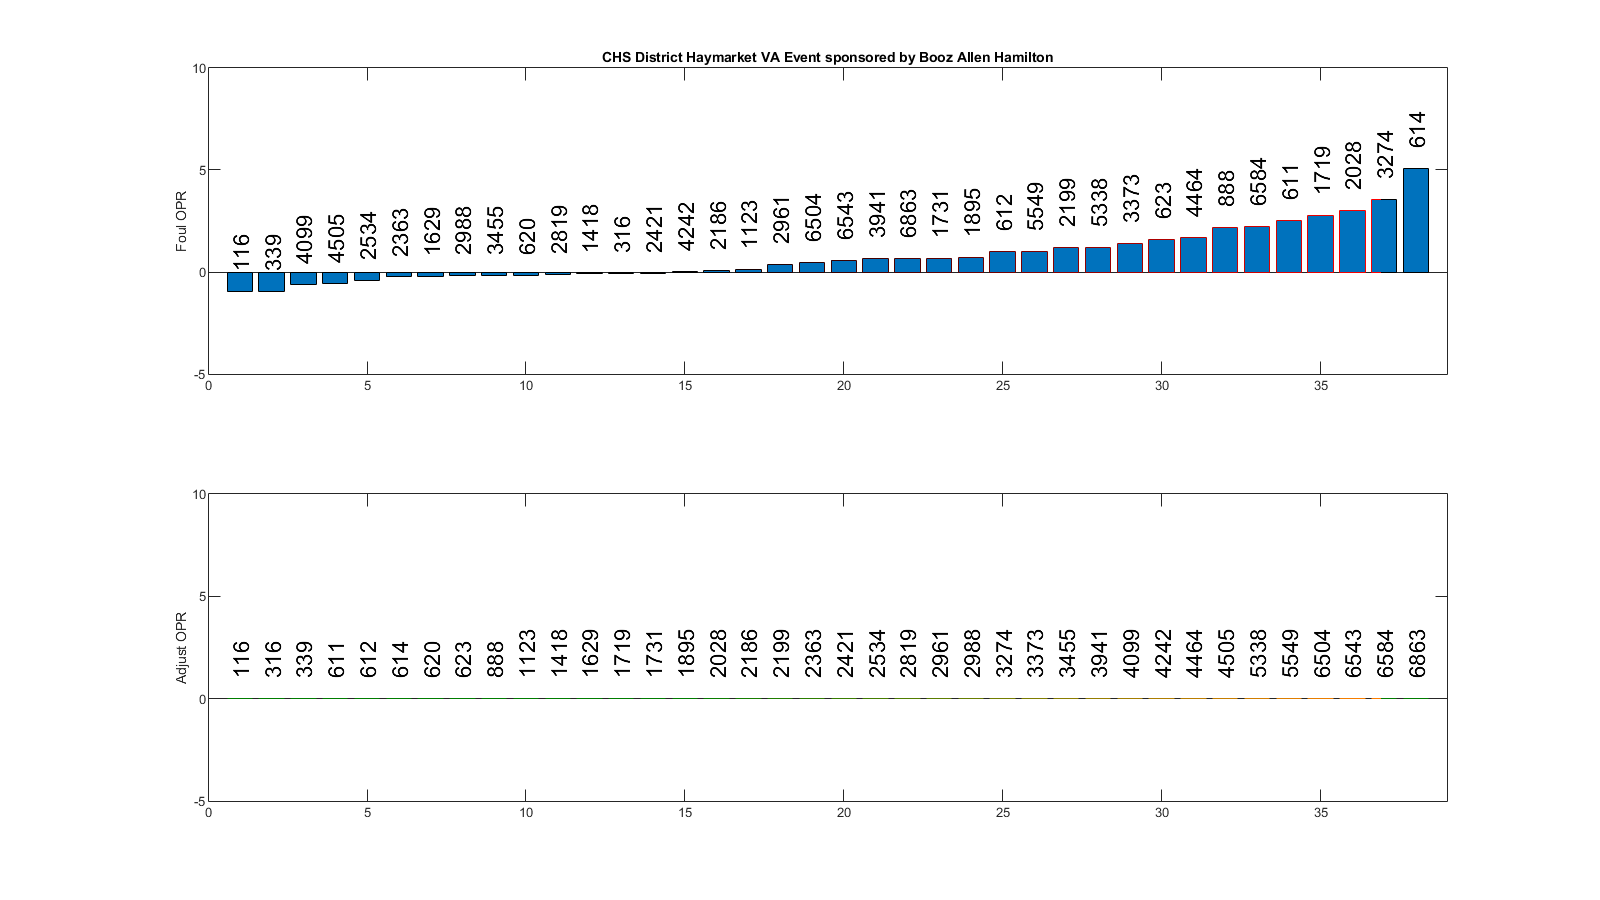 CHS District Haymarket VA Event sponsored by Booz Allen Hamilton
10
5
0
-5
Foul OPR
116 339 4099 4505 2534 2363 1629 2988 3455 620 2819 1418 316 2421 4242 2186 1123 2961 6504 6543 3941 6863 1731 1895 612 5549 2199 5338 3373 623 4464 888 6584 611 1719 2028 3274 614
0 5 10 15 20 25 30 35
10
5
0
-5
Adjust OPR
116 316 339 611 612 614 620 623 888 1123 1418 1629 1719 1731 1895 2028 2186 2199 2363 2421 2534 2819 2961 2988 3274 3373 3455 3941 4099 4242 4464 4505 5338 5549 6504 6543 6584 6863
0 5 10 15 20 25 30 35